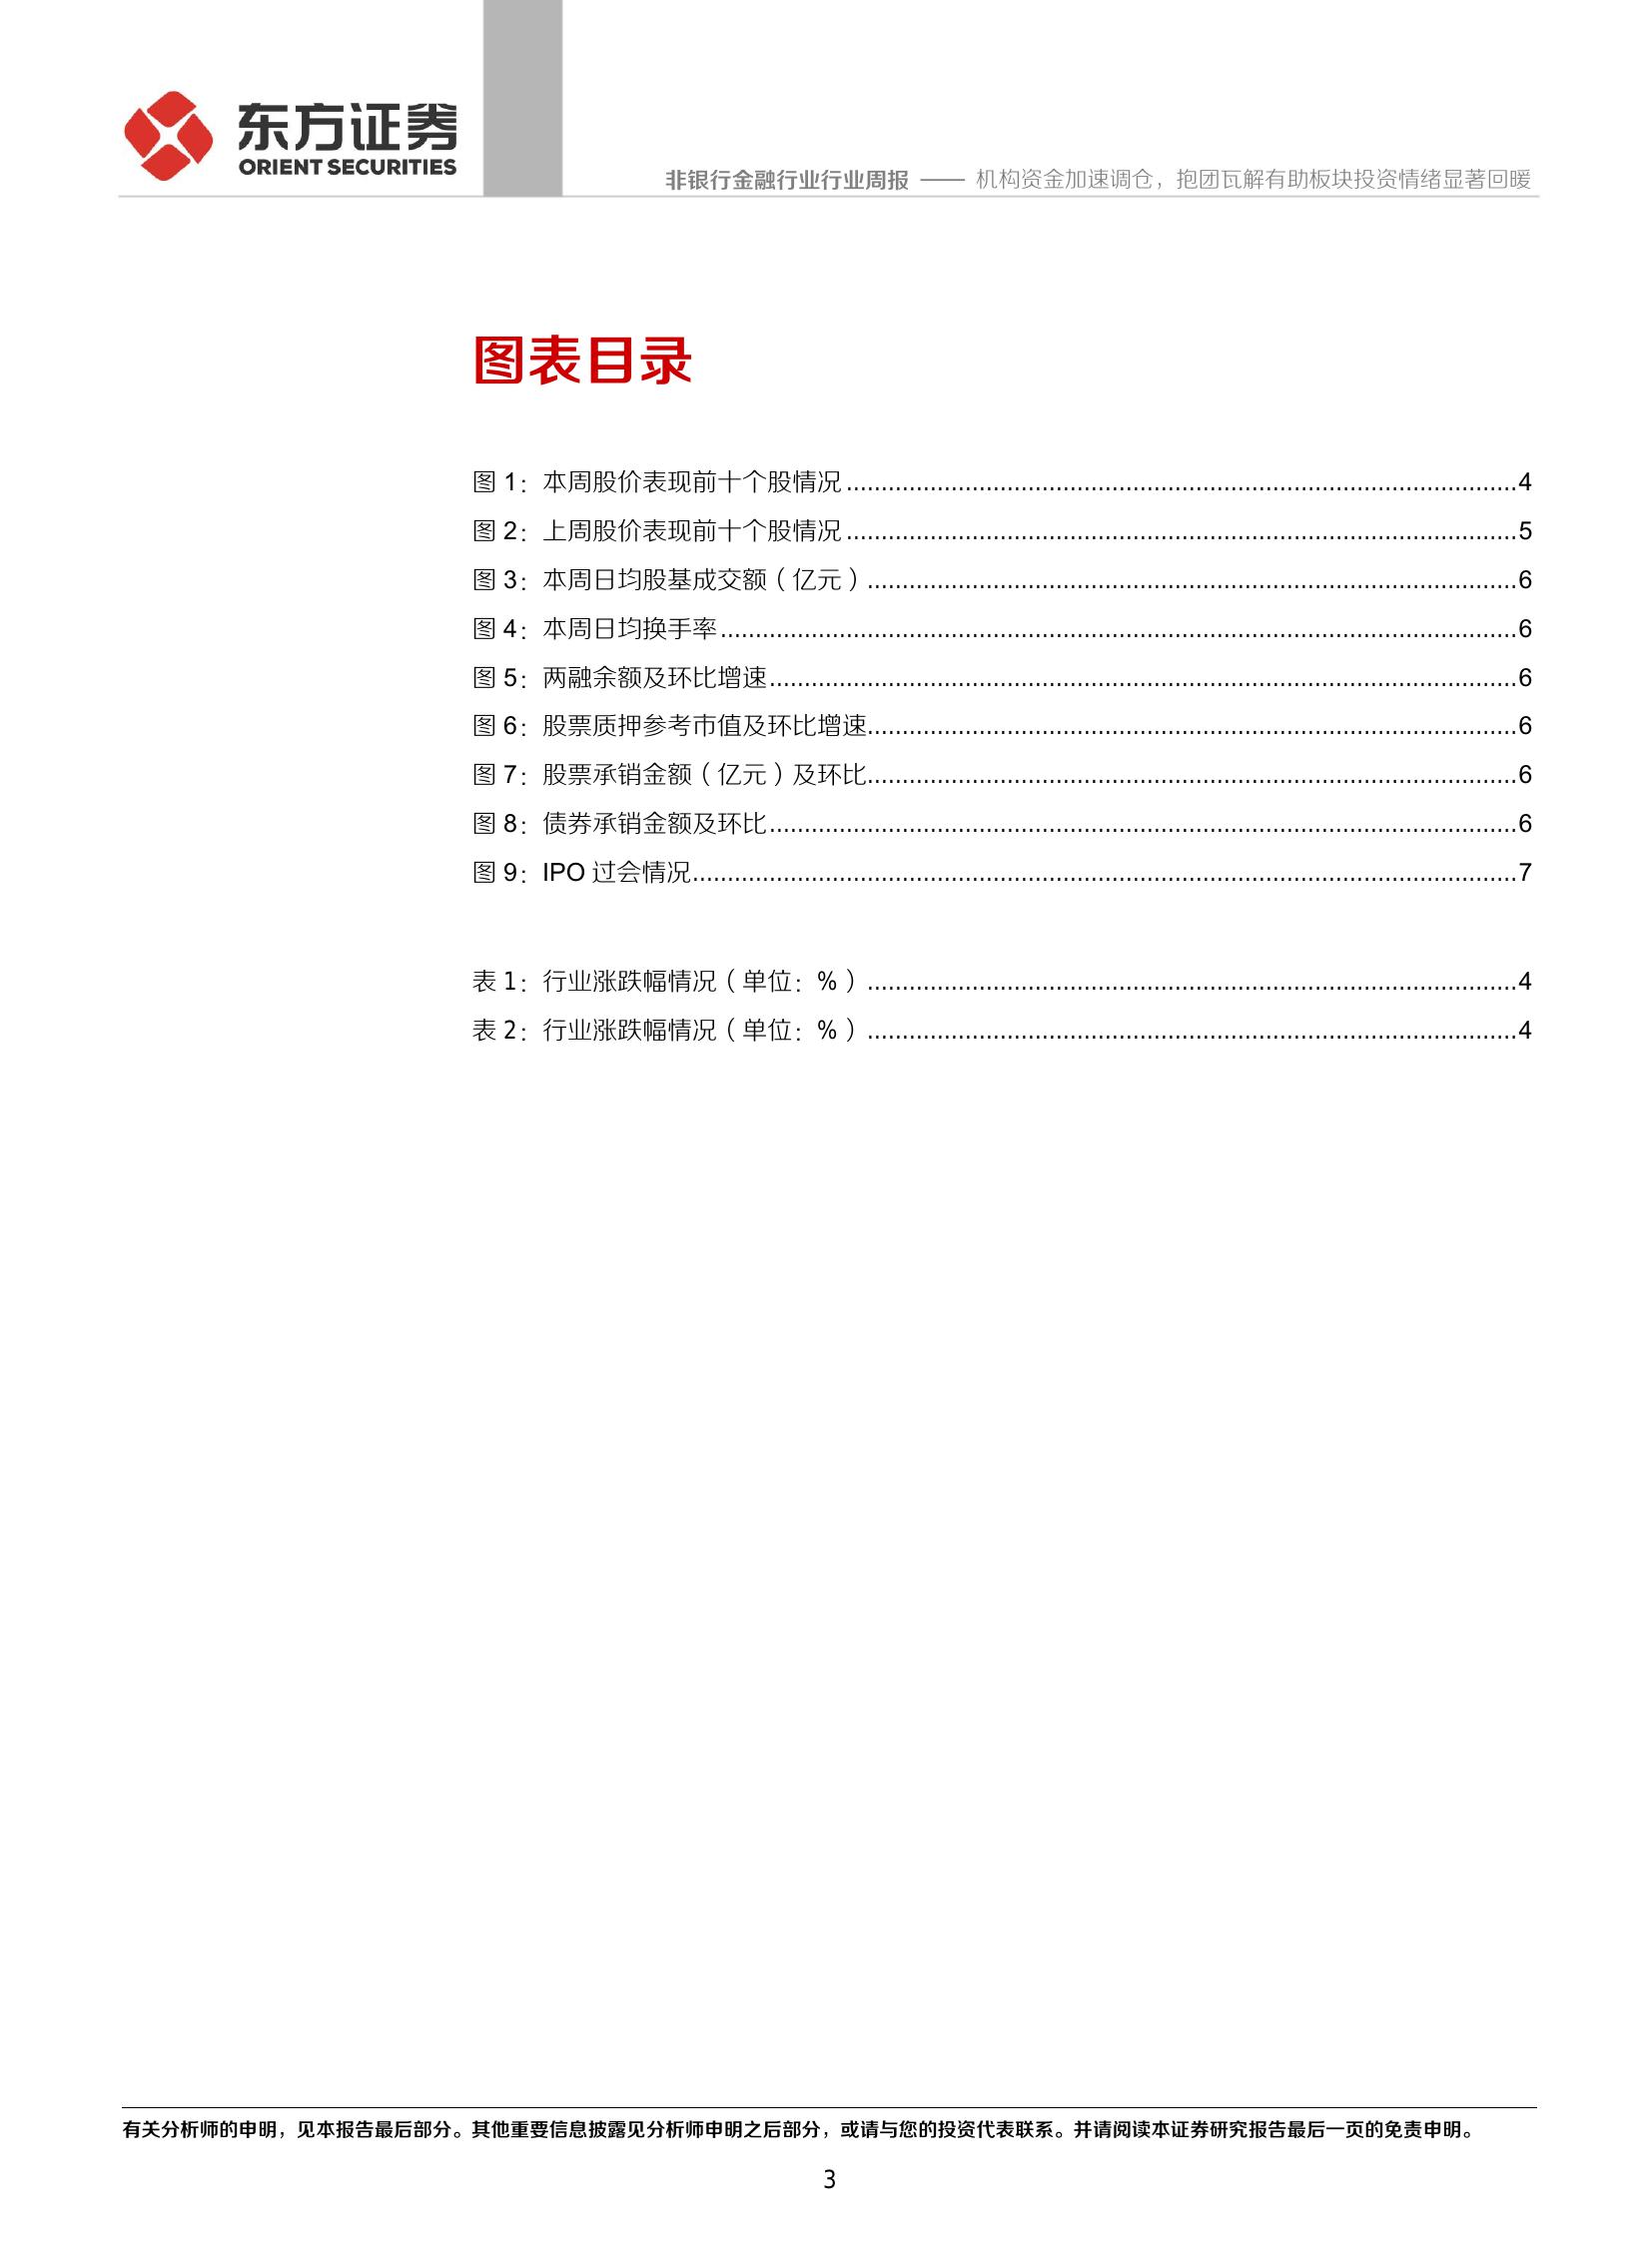 东方证券
ORIENT SECURITIES
非银行金融行业行业周报 —— 机构资金加速调仓，抱团瓦解有助板块投资情绪显著回暖
图表目录
图 1：本周股价表现前十个股情况 ........ 4
图 2：上周股价表现前十个股情况 ........ 5
图 3：本周日均股基成交额（亿元） ........ 6
图 4：本周日均换手率 ........ 6
图 5：两融余额及环比增速 ........ 6
图 6：股票质押参考市值及环比增速 ........ 6
图 7：股票承销金额（亿元）及环比 ........ 6
图 8：债券承销金额及环比 ........ 6
图 9：IPO 过会情况 ........ 7
表 1：行业涨跌幅情况（单位：%） ........ 4
表 2：行业涨跌幅情况（单位：%） ........ 4
有关分析师的申明，见本报告最后部分。其他重要信息披露见分析师申明之后部分，或请与您的投资代表联系。并请阅读本证券研究报告最后一页的免责申明。
3